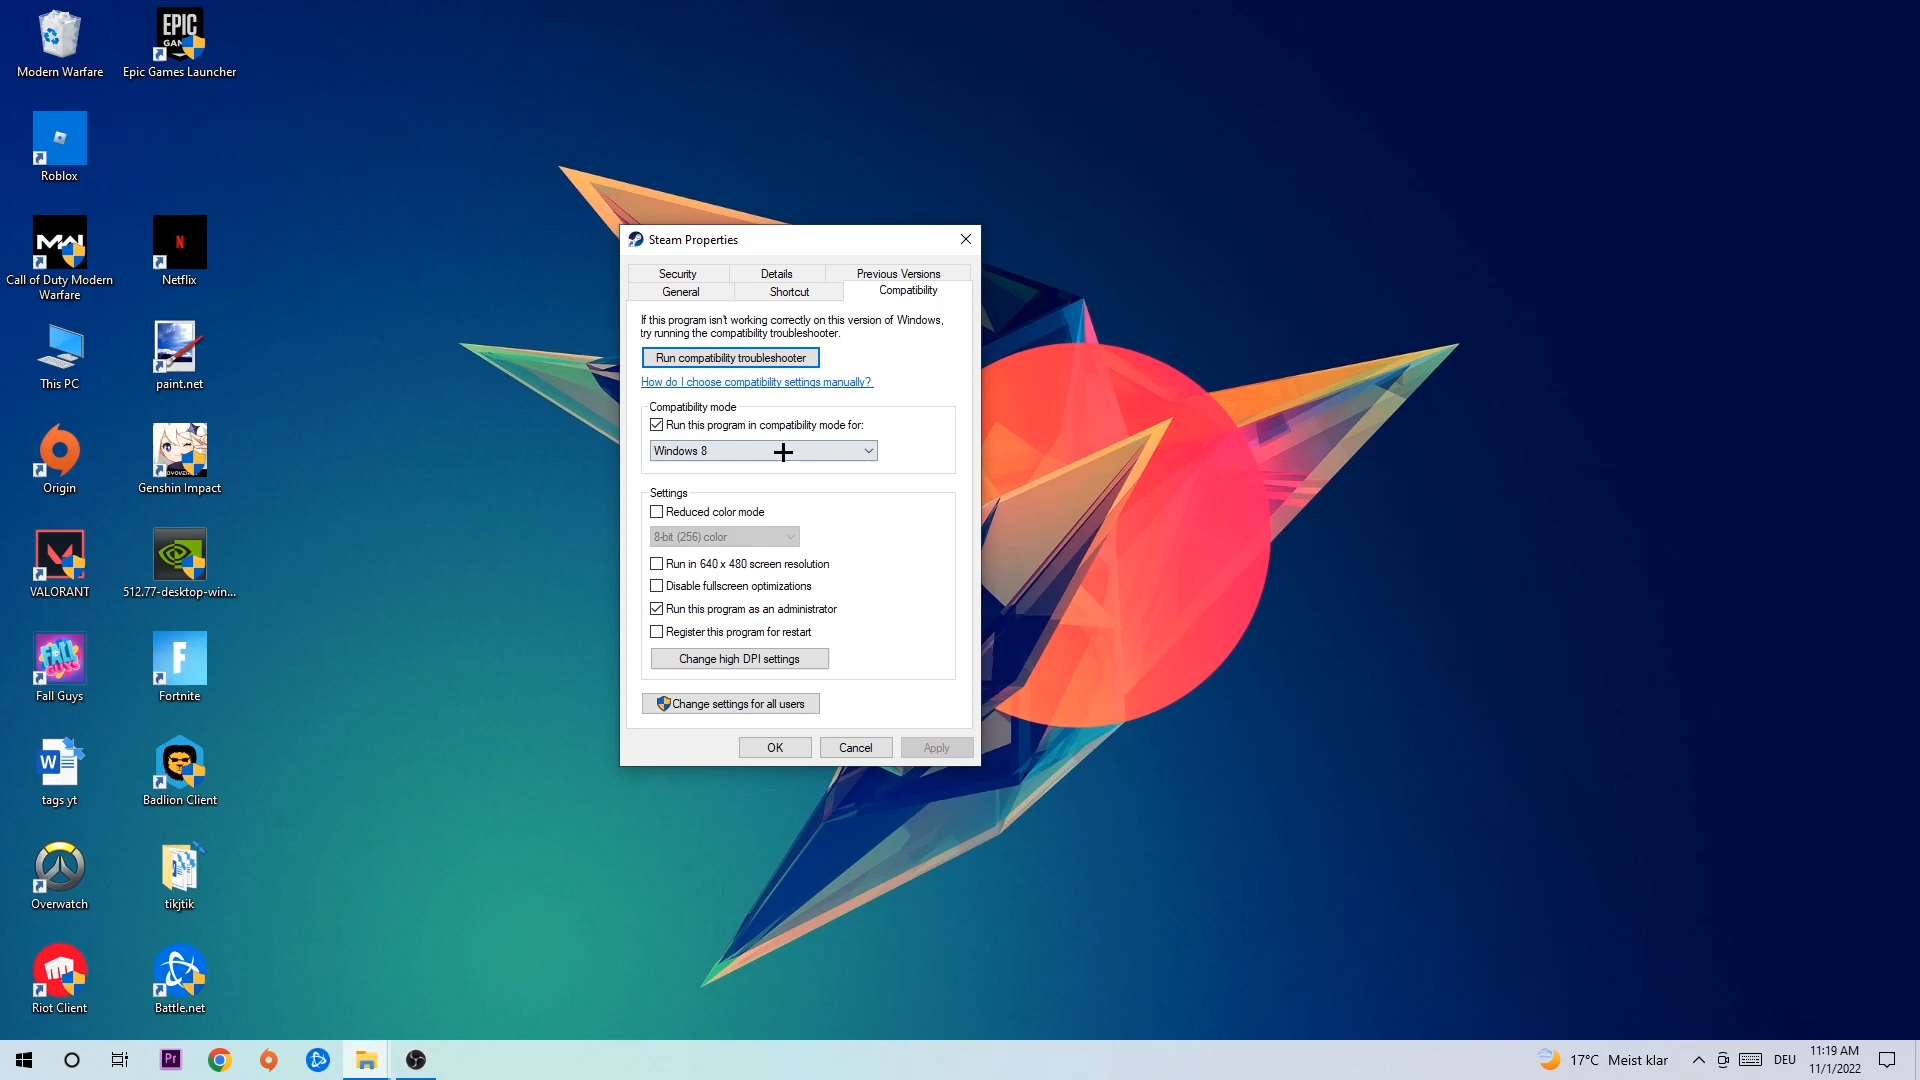 Modern Warfare
EPIC
GAMES
Epic Games Launcher
Roblox
MW
Call of Duty Modern
Warfare
N
Netflix
This PC
paint.net
Origin
Genshin Impact
VALORANT
512.77-desktop-win...
Fall Guys
F
Fortnite
W
tags yt
Badlion Client
Overwatch
tikjtik
Riot Client
Battle.net
Steam Properties
Security
Details
Previous Versions
General
Shortcut
Compatibility
If this program isn't working correctly on this version of Windows,
try running the compatibility troubleshooter.
Run compatibility troubleshooter
How do I choose compatibility settings manually?
Compatibility mode
Run this program in compatibility mode for:
Windows 8
Settings
Reduced color mode
8-bit (256) color
Run in 640 x 480 screen resolution
Disable fullscreen optimizations
Run this program as an administrator
Register this program for restart
Change high DPI settings
Change settings for all users
OK
Cancel
Apply
Pr
17°C Meist klar
DEU
11:19 AM
11/1/2022